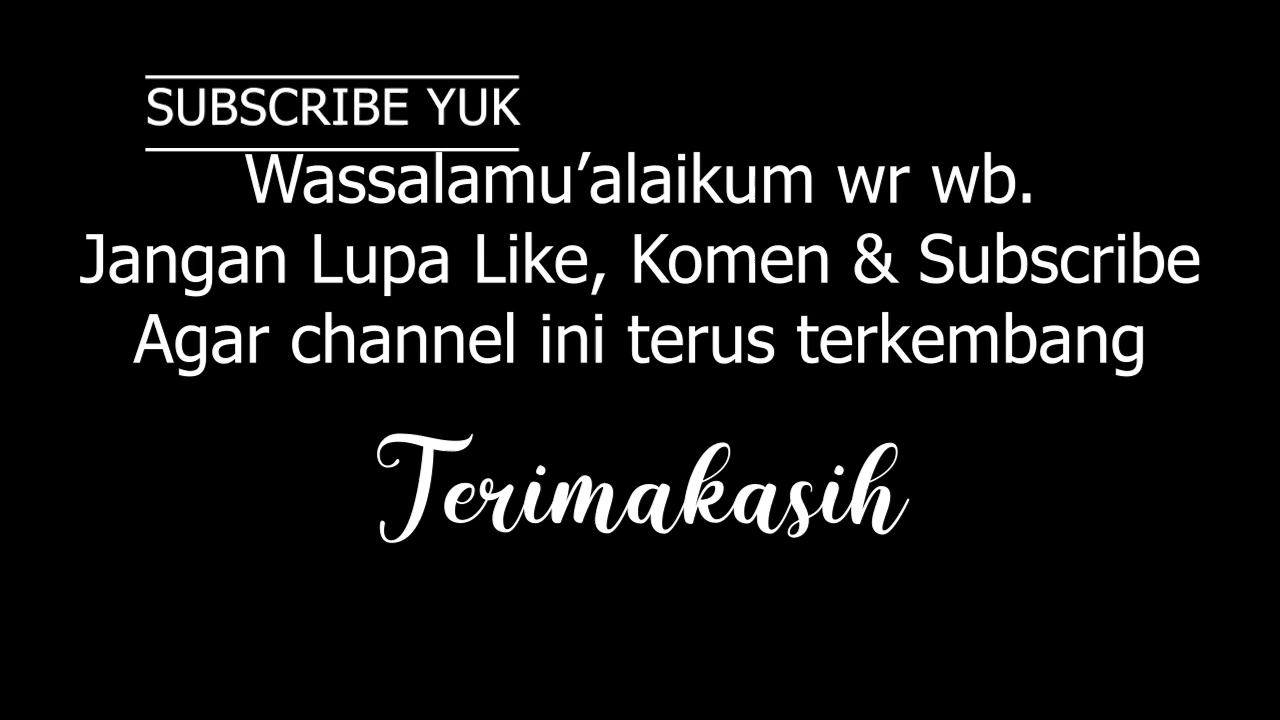 SUBSCRIBE YUK
Wassalamu’alaikum wr wb.
Jangan Lupa Like, Komen & Subscribe
Agar channel ini terus terkembang
Terimakasih